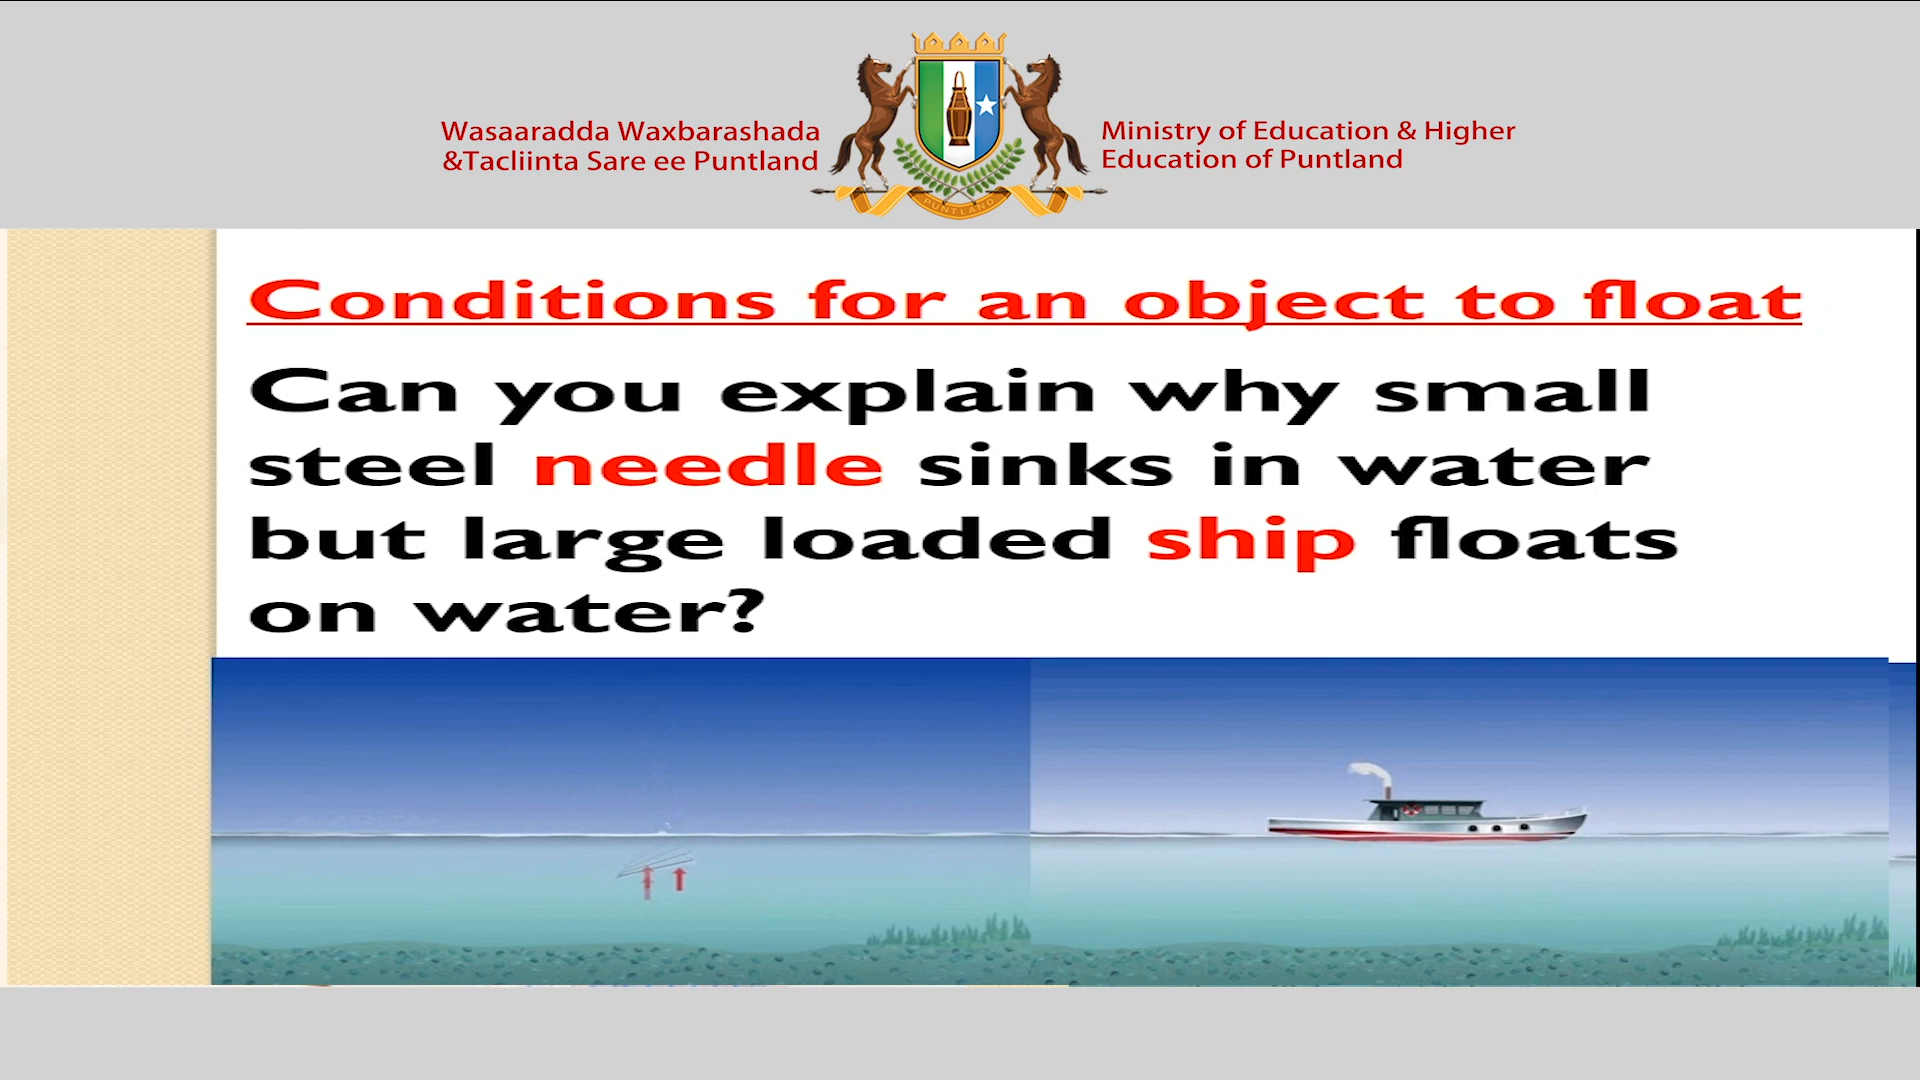 Wasaaradda Waxbarashada
&Tacliinta Sare ee Puntland
PUNTLAND
Ministry of Education & Higher
Education of Puntland
Conditions for an object to float
Can you explain why small
steel needle sinks in water
but large loaded ship floats
on water?